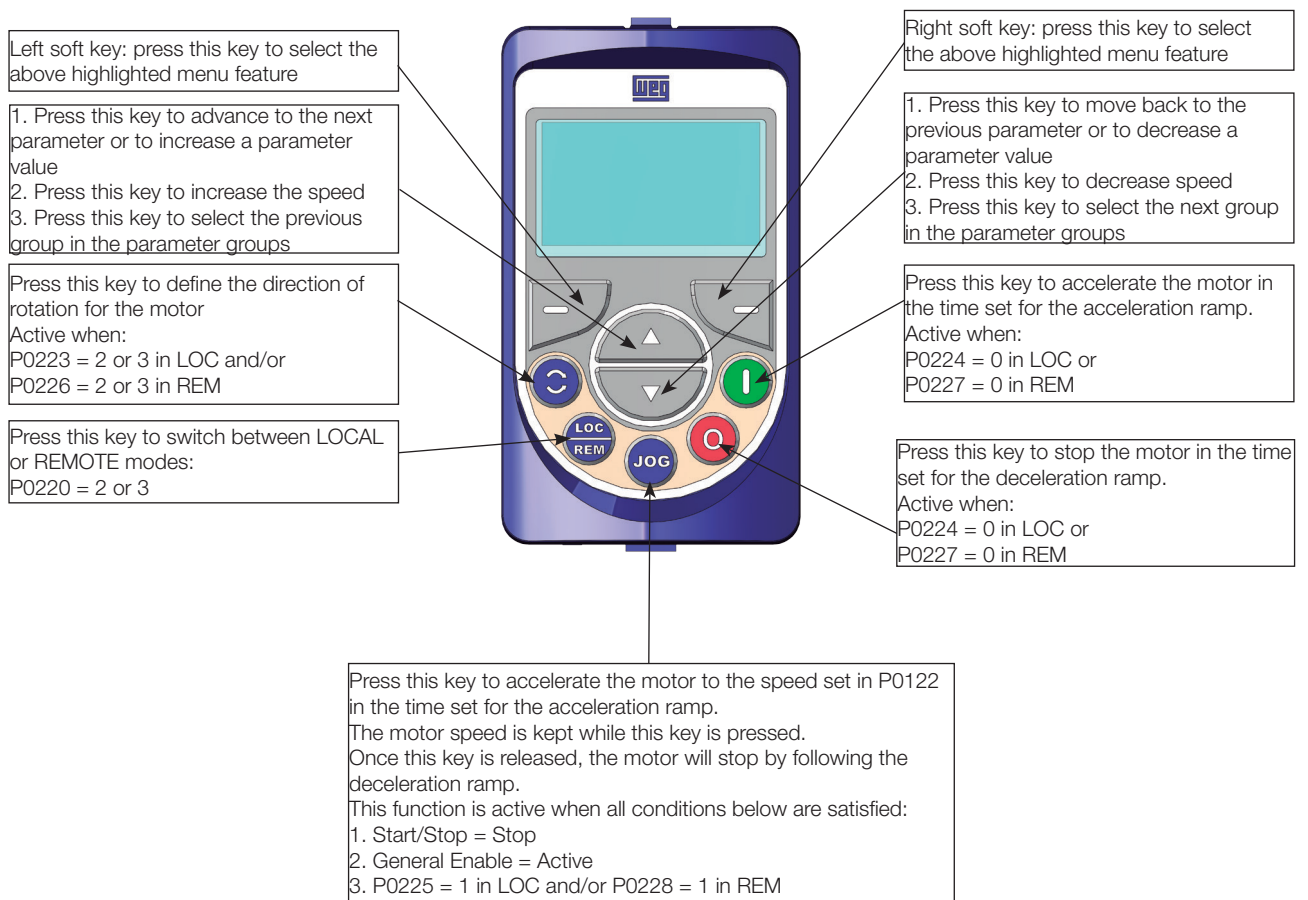 Left soft key: press this key to select the
above highlighted menu feature
1. Press this key to advance to the next
parameter or to increase a parameter
value
2. Press this key to increase the speed
3. Press this key to select the previous
group in the parameter groups
Press this key to define the direction of
rotation for the motor
Active when:
P0223 = 2 or 3 in LOC and/or
P0226 = 2 or 3 in REM
Press this key to switch between LOCAL
or REMOTE modes:
P0220 = 2 or 3
weg
LOC
REM
JOG
Right soft key: press this key to select
the above highlighted menu feature
1. Press this key to move back to the
previous parameter or to decrease a
parameter value
2. Press this key to decrease speed
3. Press this key to select the next group
in the parameter groups
Press this key to accelerate the motor in
the time set for the acceleration ramp.
Active when:
P0224 = 0 in LOC or
P0227 = 0 in REM
Press this key to stop the motor in the time
set for the deceleration ramp.
Active when:
P0224 = 0 in LOC or
P0227 = 0 in REM
Press this key to accelerate the motor to the speed set in P0122
in the time set for the acceleration ramp.
The motor speed is kept while this key is pressed.
Once this key is released, the motor will stop by following the
deceleration ramp.
This function is active when all conditions below are satisfied:
1. Start/Stop = Stop
2. General Enable = Active
3. P0225 = 1 in LOC and/or P0228 = 1 in REM